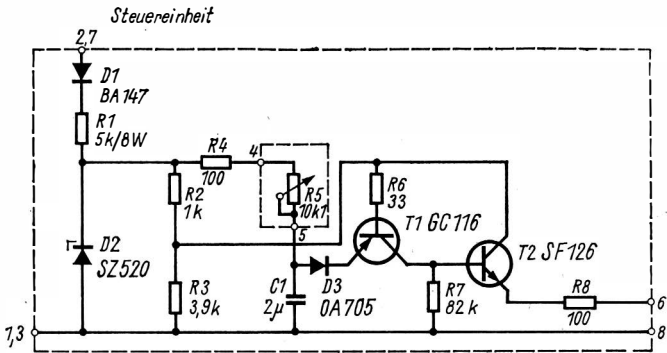 Steuereinheit
2,7
D1
BA147
R1
5k/8W
R4
100
4
R2
1k
R5
10k1
5
R6
33
T1 GC116
T2 SF126
D2
SZ520
R3
3,9k
C1
2µ
D3
OA705
R7
82k
R8
100
6
1,3
8